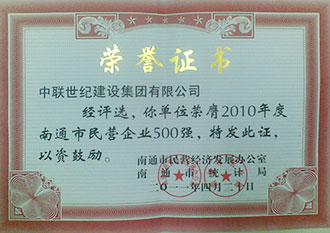 荣誉证书
中联世纪建设集团有限公司
经评选，你单位荣膺2010年度
南通市民营企业500强，特发此证，
以资鼓励。
南通市民营经济发展办公室
南通市统计局
二〇一一年四月二十日